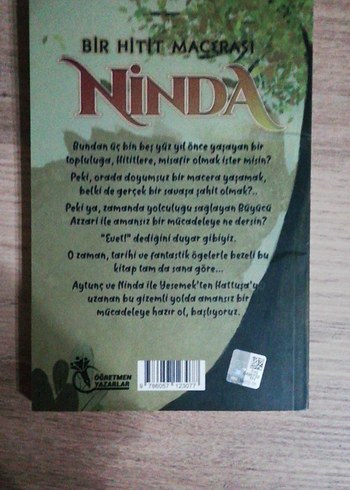 BİR HİTİT MACERASI
NİNDA
Bundan üç bin beş yüz yıl önce yaşayan bir
topluluğa, Hititlere, misafir olmak ister misin?
Peki, orada doyumsuz bir macera yaşamak,
belki de gerçek bir savaşa şahit olmak?..
Peki ya, zamanda yolculuğu sağlayan Büyücü
Azzari ile amansız bir mücadeleye ne dersin?
"Evet!" dediğini duyar gibiyiz.
O zaman, tarihi ve fantastik ögelerle bezeli bu
kitap tam da sana göre...
Aytunç ve Ninda ile Yesemek'ten Hattuşa'ya
uzanan bu gizemli yolda amansız bir
mücadeleye hazır ol, başlıyoruz.
ÖĞRETMEN
YAZARLAR